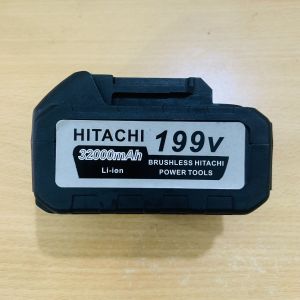 HITACHI 199v
32000mAh
Li-ion
BRUSHLESS HITACHI
POWER TOOLS